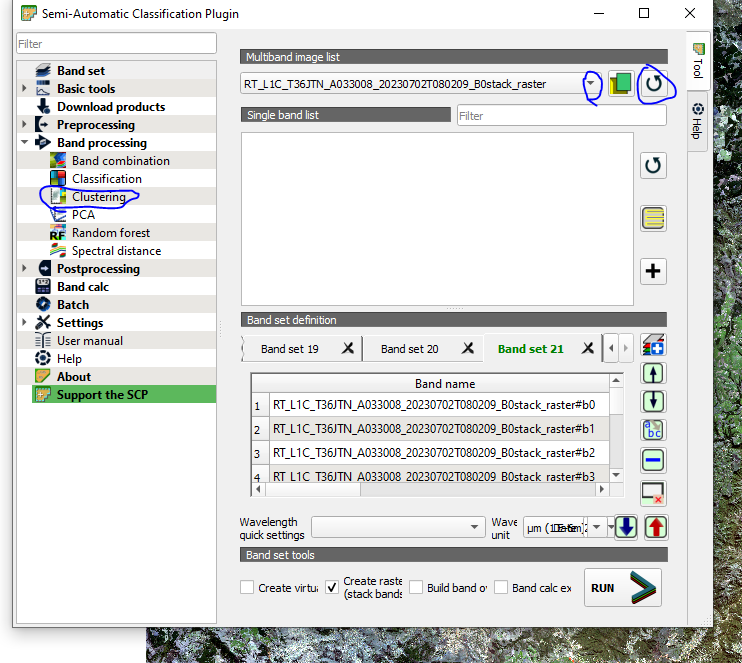 Semi-Automatic Classification Plugin
Filter
Band set
Basic tools
Download products
Preprocessing
Band processing
Band combination
Classification
Clustering
PCA
RF Random forest
Spectral distance
Postprocessing
Band calc
Batch
Settings
User manual
Help
About
Support the SCP
Multiband image list
RT_L1C_T36JTN_A033008_20230702T080209_B0stack_raster
Single band list
Filter
Band set definition
Band set 19
Band set 20
Band set 21
Band name
1 RT_L1C_T36JTN_A033008_20230702T080209_B0stack_raster#b0
2 RT_L1C_T36JTN_A033008_20230702T080209_B0stack_raster#b1
3 RT_L1C_T36JTN_A033008_20230702T080209_B0stack_raster#b2
4 RT_L1C_T36JTN_A033008_20230702T080209_B0stack_raster#b3
a
bc
Wavelength
quick settings
Wave
unit
µm (1
Date
Band set tools
Create virtua
Create raste
(stack bands
Build band o
Band calc ex
RUN
Tool
Help